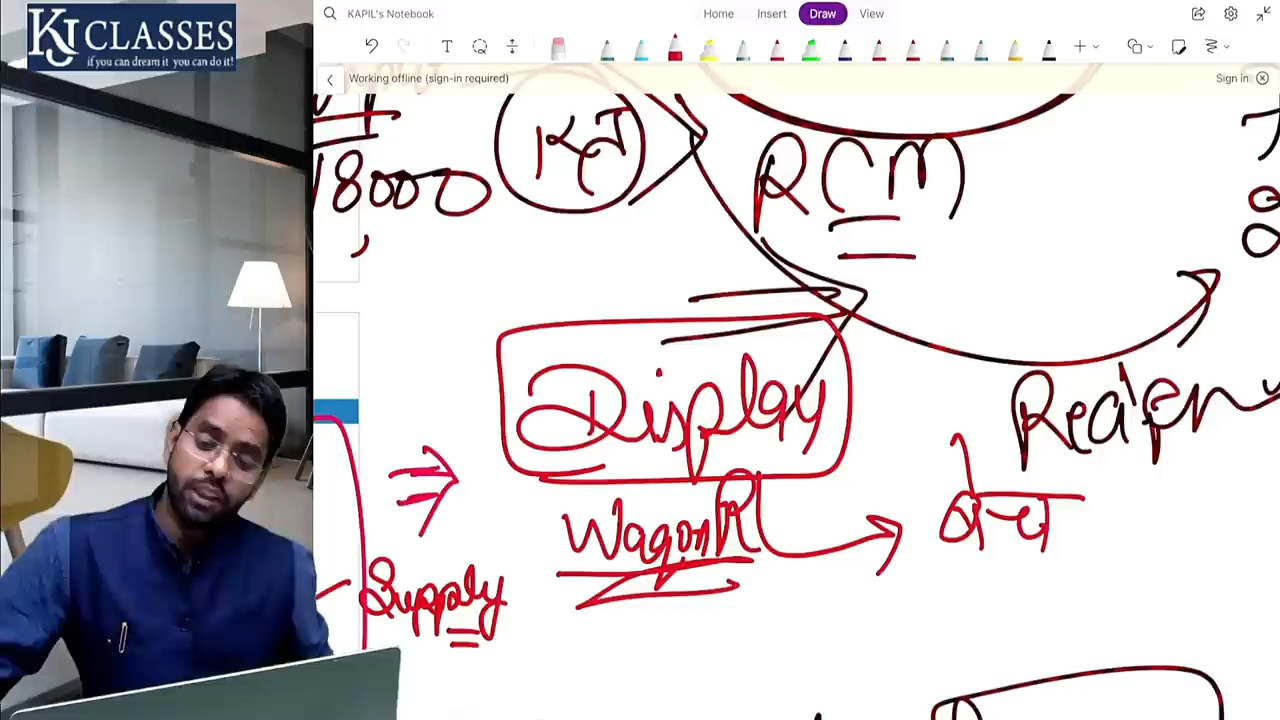 KJ CLASSES
if you can dream it you can do it!
KAPIL's Notebook
Home Insert Draw View
Working offline (sign-in required)
Sign in
18000
KJ
RCM
Display
WagonR
Supply
बेचा